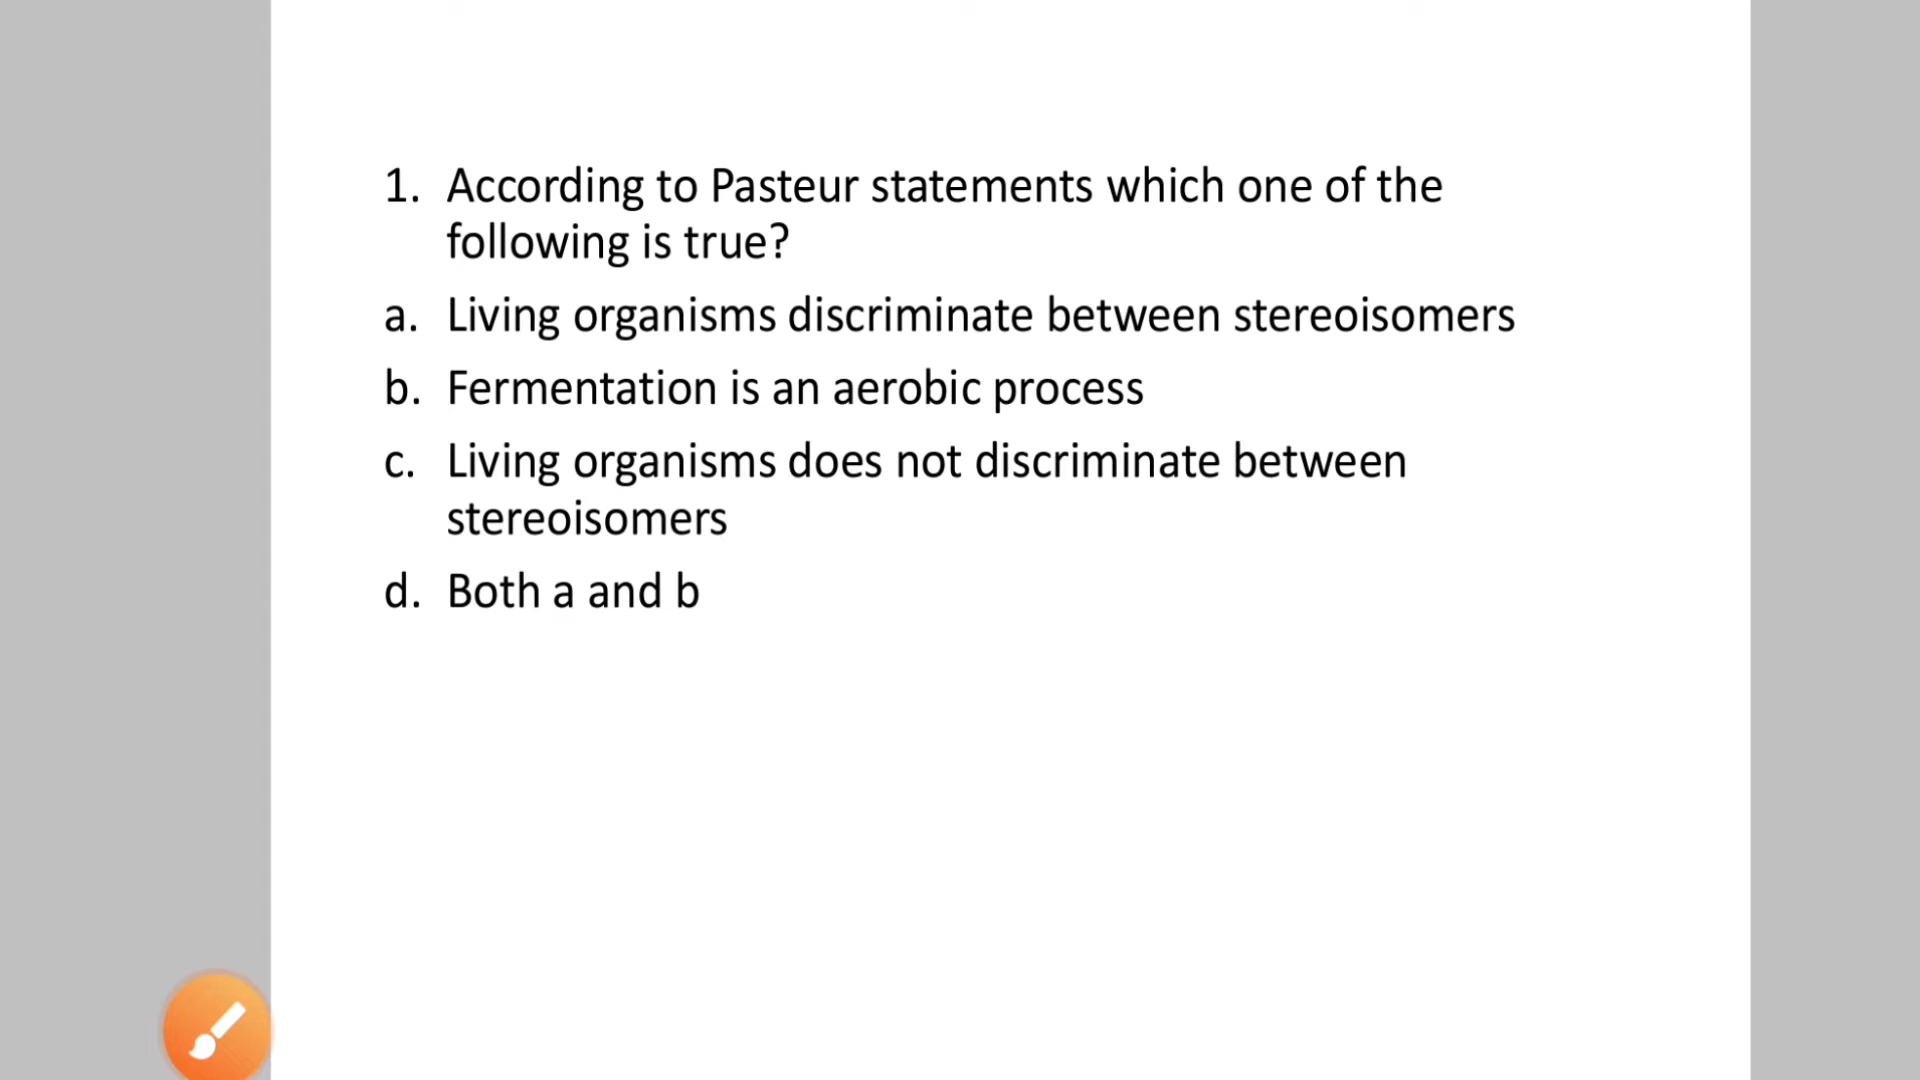 1. According to Pasteur statements which one of the
following is true?
a. Living organisms discriminate between stereoisomers
b. Fermentation is an aerobic process
c. Living organisms does not discriminate between
stereoisomers
d. Both a and b